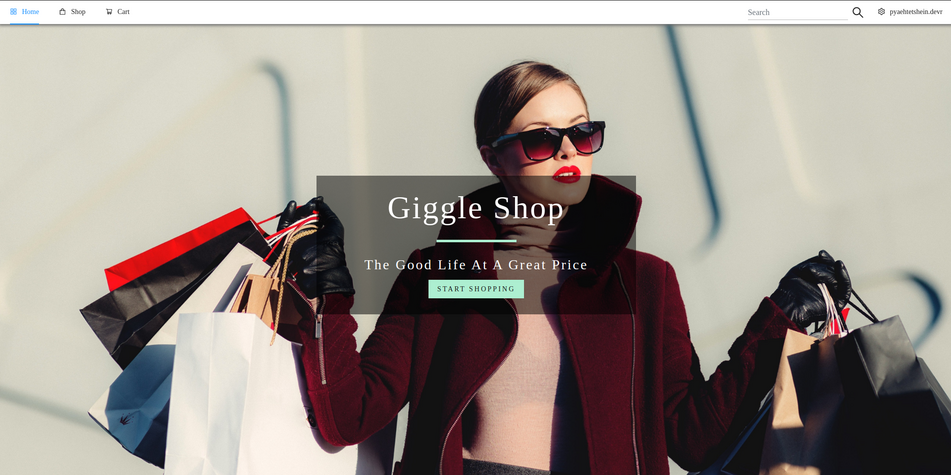 Home Shop Cart Search pyaehtetshein.devr
Giggle Shop
The Good Life At A Great Price
START SHOPPING